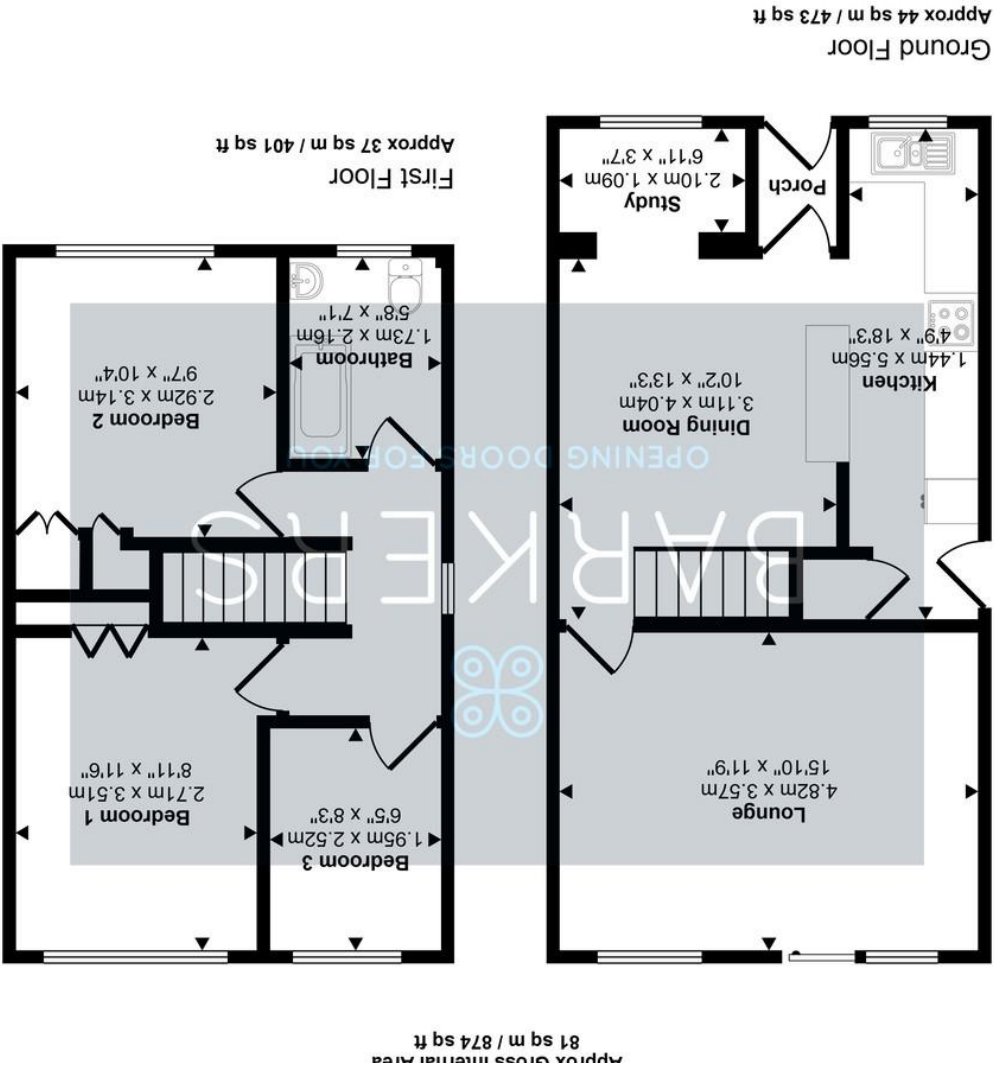 Approx Gross Internal Area
81 sq m / 874 sq ft
Lounge
4.82m x 3.57m
15'10" x 11'9"
Bedroom 3
1.95m x 2.52m
6'5" x 8'3"
Bedroom 1
2.71m x 3.51m
8'11" x 11'6"
BARKERS
OPENING DOORS FOR YOU
Dining Room
3.11m x 4.04m
10'2" x 13'3"
Kitchen
1.44m x 5.56m
4'9" x 18'3"
Bedroom 2
2.92m x 3.14m
9'7" x 10'4"
Bathroom
1.73m x 2.16m
5'8" x 7'1"
Study
2.10m x 1.09m
6'11" x 3'7"
Porch
First Floor
Approx 37 sq m / 401 sq ft
Ground Floor
Approx 44 sq m / 473 sq ft